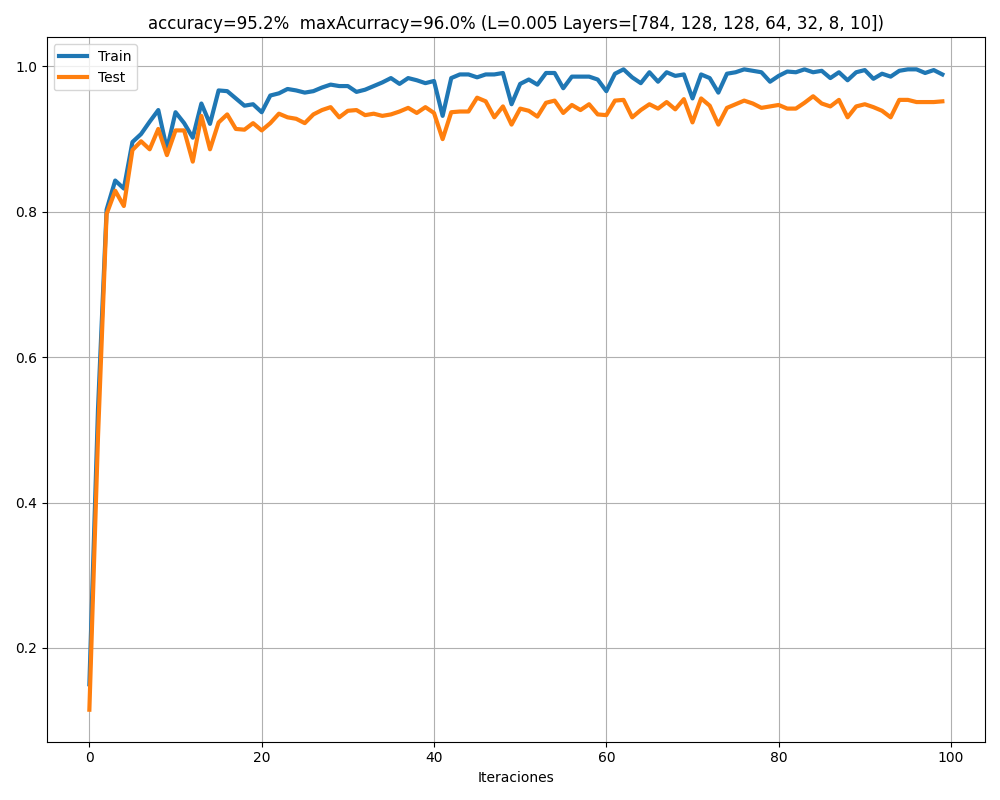 accuracy=95.2%  maxAcurracy=96.0% (L=0.005 Layers=[784, 128, 128, 64, 32, 8, 10])
Train
Test
1.0
0.8
0.6
0.4
0.2
0 20 40 60 80 100
Iteraciones